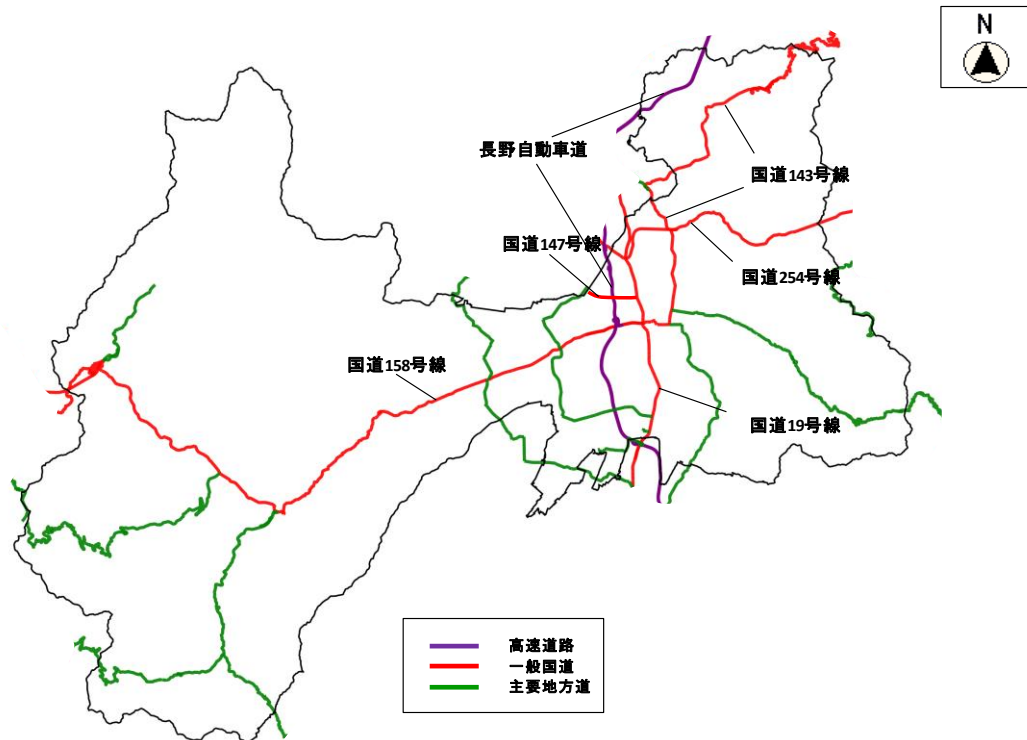 N
長野自動車道
国道143号線
国道147号線
国道254号線
国道158号線
国道19号線
高速道路
一般国道
主要地方道